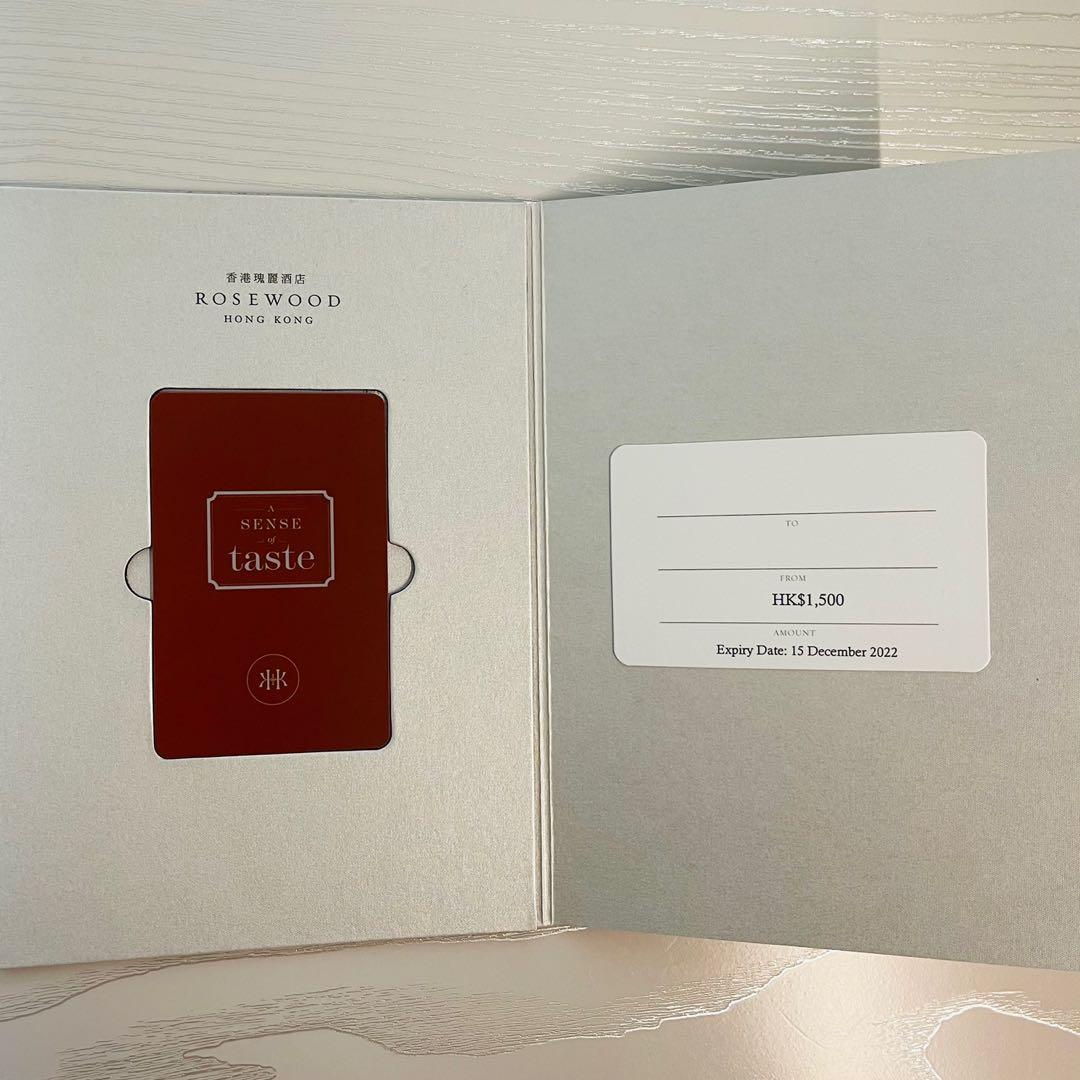 香港瑰麗酒店
ROSEWOOD
HONG KONG
A
SENSE
of
taste
TO
FROM
HK$1,500
AMOUNT
Expiry Date: 15 December 2022